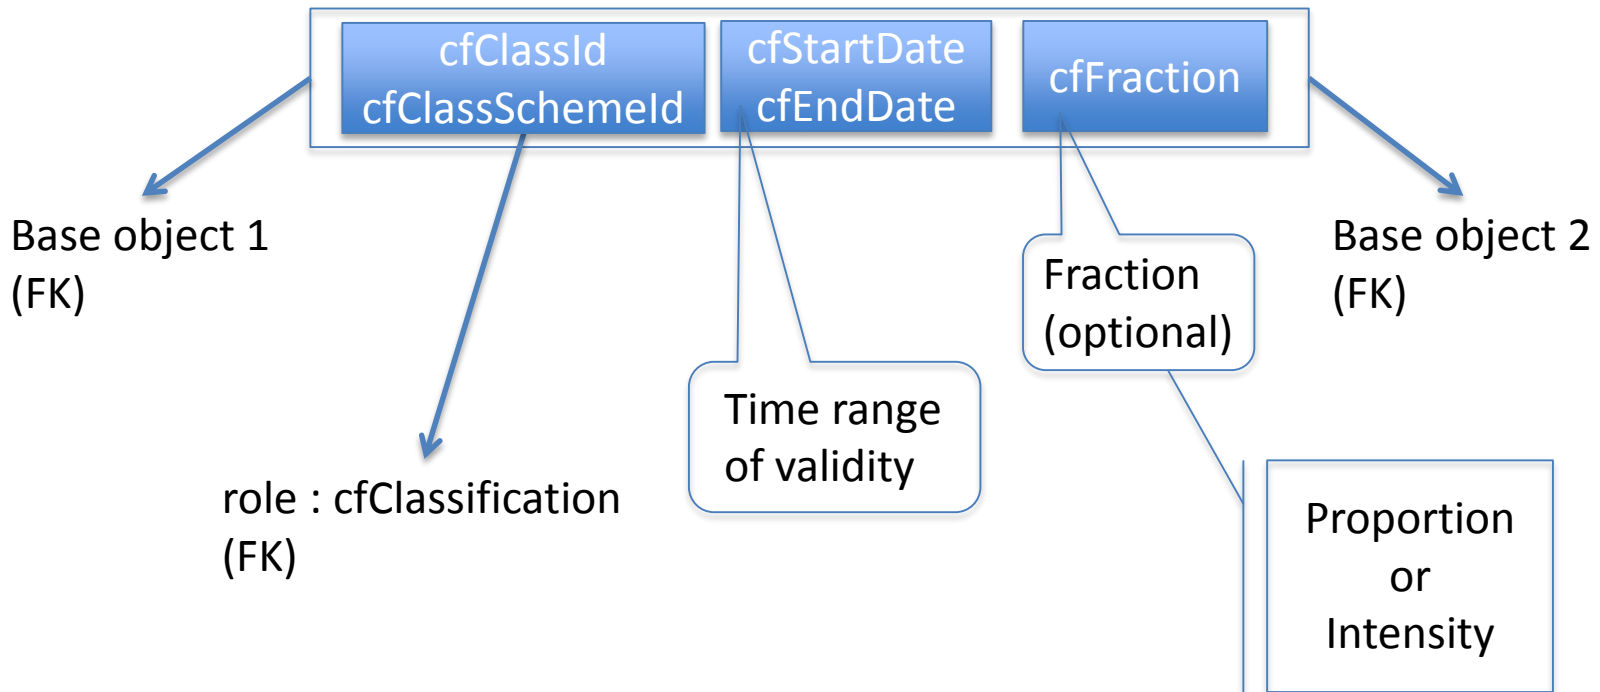 cfClassId
cfClassSchemeId
cfStartDate
cfEndDate
cfFraction
Base object 1
(FK)
Base object 2
(FK)
Fraction
(optional)
Time range
of validity
role : cfClassification
(FK)
Proportion
or
Intensity